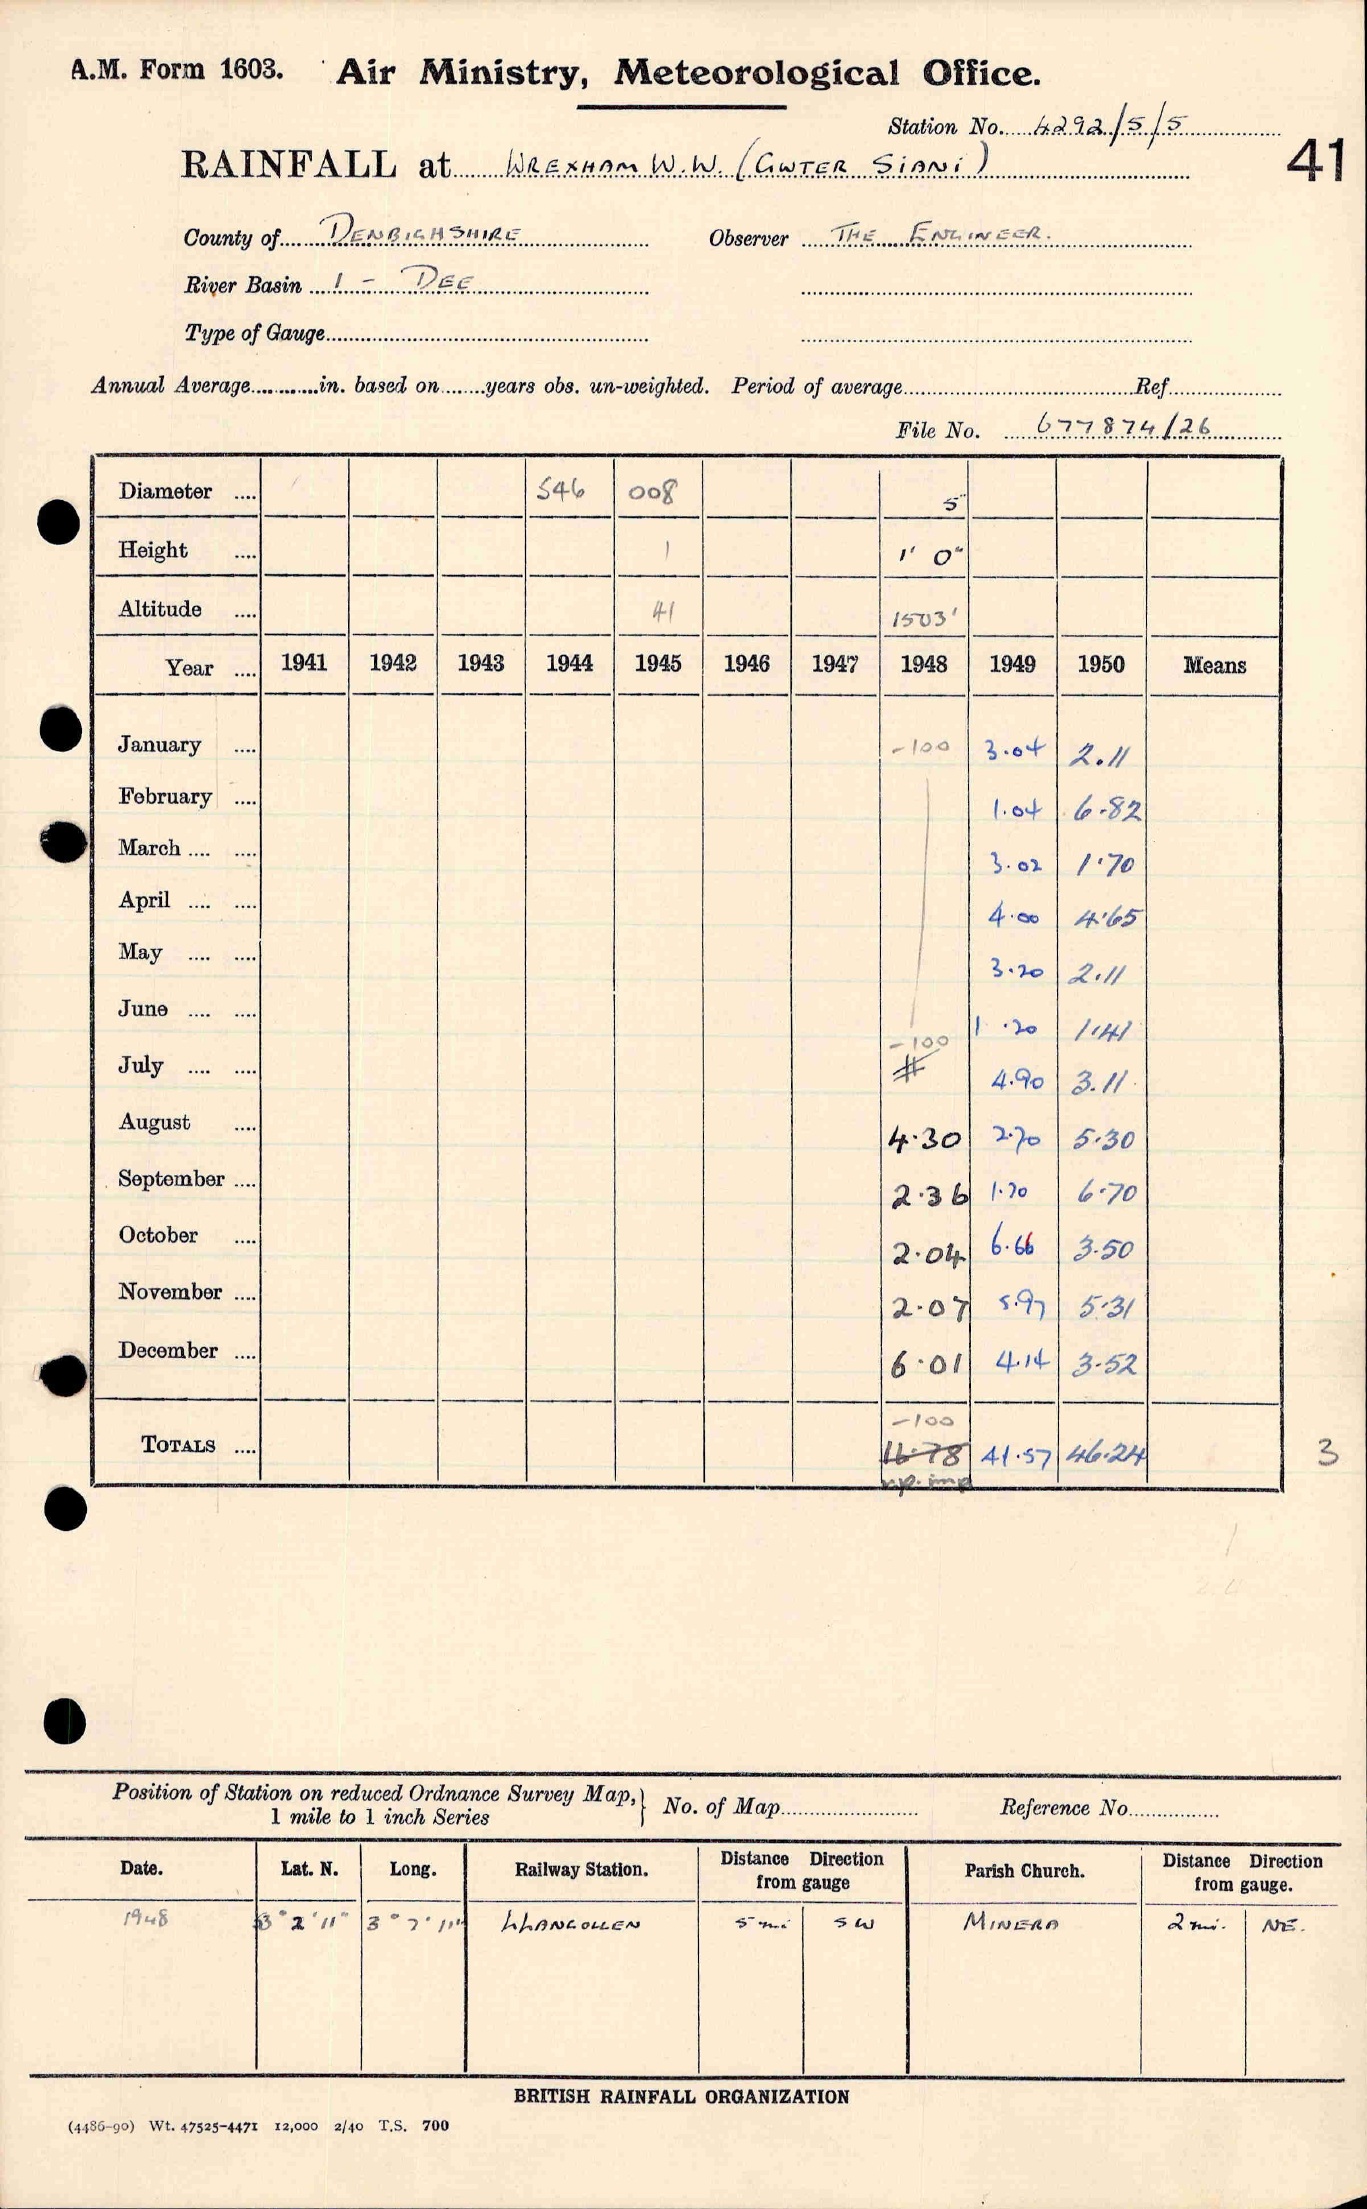 A.M. Form 1603. Air Ministry, Meteorological Office.
Station No. 4292/5/5
RAINFALL at WREXHAM W.W. (GWTER SIANI) 41
County of DENBIGHSHIRE Observer THE ENGINEER.
River Basin 1 - DEE
Type of Gauge
Annual Average in. based on years obs. un-weighted. Period of average Ref
File No. 677874/26
Diameter .... 546 008 5"
Height .... 1 1' 0"
Altitude .... 41 1503'
Year .... 1941 1942 1943 1944 1945 1946 1947 1948 1949 1950 Means
January .... -100 3.04 2.11
February .... 1.04 6.82
March .... .... 3.02 1.70
April .... .... 4.00 4.65
May .... .... 3.20 2.11
June .... .... 1.20 1.41
-100
July .... .... # 4.90 3.11
August .... 4.30 2.70 5.30
September .... 2.36 1.70 6.70
October .... 2.04 6.66 3.50
November .... 2.07 5.97 5.31
December .... 6.01 4.14 3.52
-100
TOTALS .... 16.78 41.57 46.24 3
Position of Station on reduced Ordnance Survey Map,} No. of Map Reference No.
1 mile to 1 inch Series
Date. Lat. N. Long. Railway Station. Distance Direction from gauge Parish Church. Distance Direction from gauge.
1948 3° 2' 11" 3° 7' 11" LLANGOLLEN 5 mi SW MINERA 2 mi. NE.
BRITISH RAINFALL ORGANIZATION
(4486-90) Wt. 47525-4471 12,000 2/40 T.S. 700